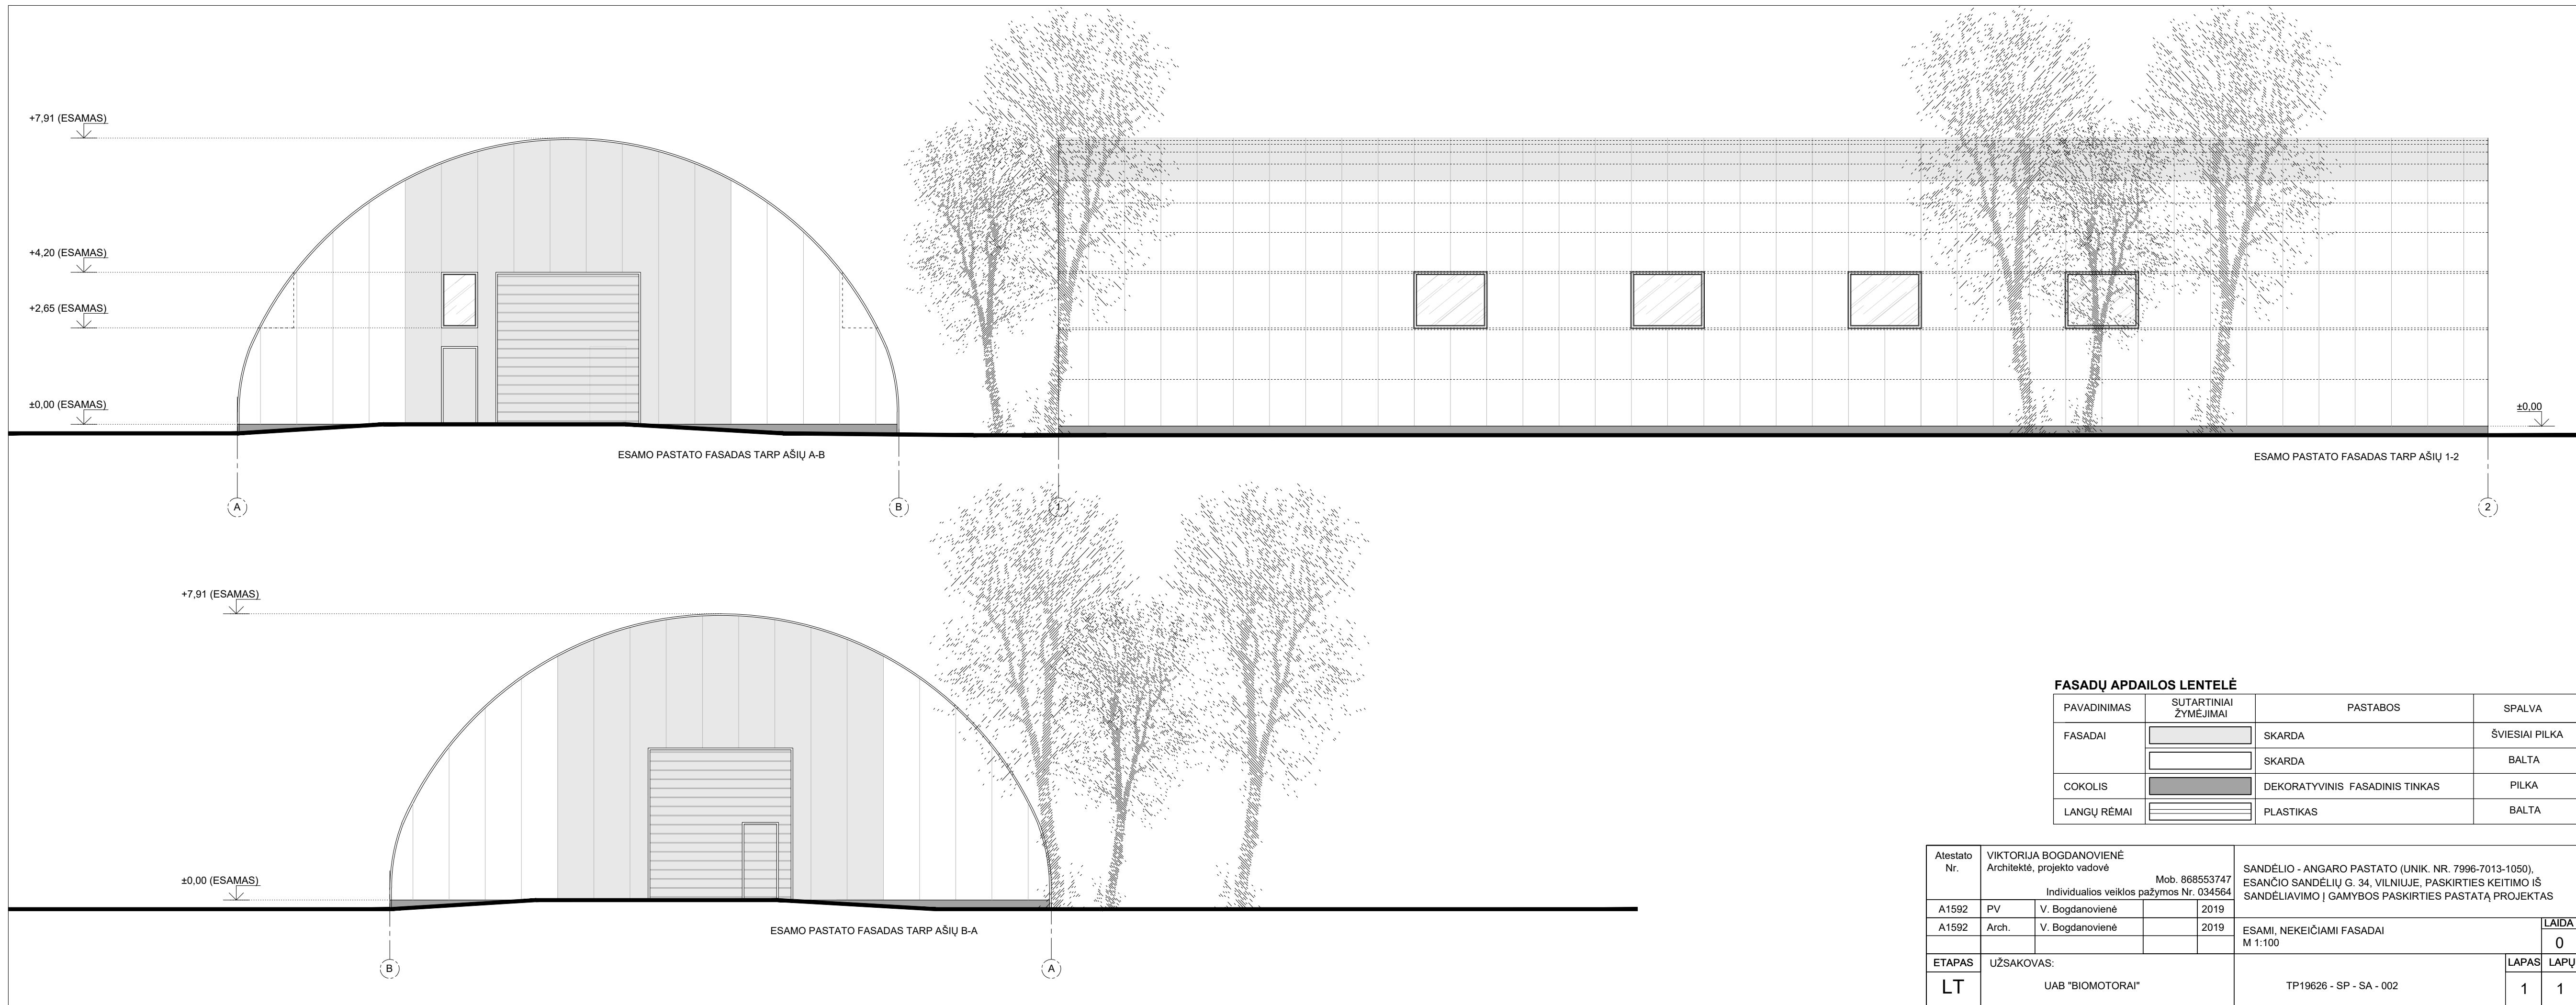 +7,91 (ESAMAS)
+4,20 (ESAMAS)
+2,65 (ESAMAS)
±0,00 (ESAMAS)
±0,00
ESAMO PASTATO FASADAS TARP AŠIŲ A-B
ESAMO PASTATO FASADAS TARP AŠIŲ 1-2
A
B
1
2
+7,91 (ESAMAS)
±0,00 (ESAMAS)
ESAMO PASTATO FASADAS TARP AŠIŲ B-A
B
A
FASADŲ APDAILOS LENTELĖ
PAVADINIMAS
SUTARTINIAI
ŽYMĖJIMAI
PASTABOS
SPALVA
FASADAI
SKARDA
ŠVIESIAI PILKA
SKARDA
BALTA
COKOLIS
DEKORATYVINIS FASADINIS TINKAS
PILKA
LANGŲ RĖMAI
PLASTIKAS
BALTA
Atestato
Nr.
VIKTORIJA BOGDANOVIENĖ
Architektė, projekto vadovė
Mob. 868553747
Individualios veiklos pažymos Nr. 034564
SANDĖLIO - ANGARO PASTATO (UNIK. NR. 7996-7013-1050),
ESANČIO SANDĖLIŲ G. 34, VILNIUJE, PASKIRTIES KEITIMO IŠ
SANDĖLIAVIMO Į GAMYBOS PASKIRTIES PASTATĄ PROJEKTAS
A1592 PV V. Bogdanovienė 2019
A1592 Arch. V. Bogdanovienė 2019
ESAMI, NEKEIČIAMI FASADAI
M 1:100
LAIDA
0
ETAPAS
LT
UŽSAKOVAS:
UAB "BIOMOTORAI"
TP19626 - SP - SA - 002
LAPAS
1
LAPŲ
1